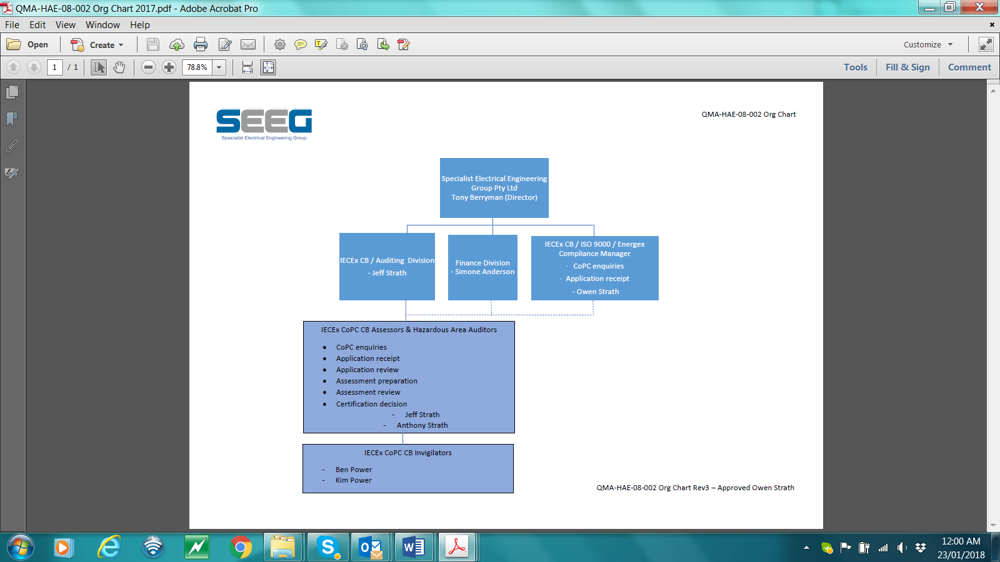 QMA-HAE-08-002 Org Chart 2017.pdf - Adobe Acrobat Pro
File Edit View Window Help
Open Create Customize
1 / 1 78.8% Tools Fill & Sign Comment
SEEG
Specialist Electrical Engineering Group
QMA-HAE-08-002 Org Chart
Specialist Electrical Engineering
Group Pty Ltd
Tony Berryman (Director)
IECEx CB / Auditing Division
- Jeff Strath
Finance Division
- Simone Anderson
IECEx CB / ISO 9000 / Energex
Compliance Manager
- CoPC enquiries
- Application receipt
- Owen Strath
IECEx CoPC CB Assessors & Hazardous Area Auditors
• CoPC enquiries
• Application receipt
• Application review
• Assessment preparation
• Assessment review
• Certification decision
- Jeff Strath
- Anthony Strath
IECEx CoPC CB Invigilators
- Ben Power
- Kim Power
QMA-HAE-08-002 Org Chart Rev3 – Approved Owen Strath
12:00 AM
23/01/2018